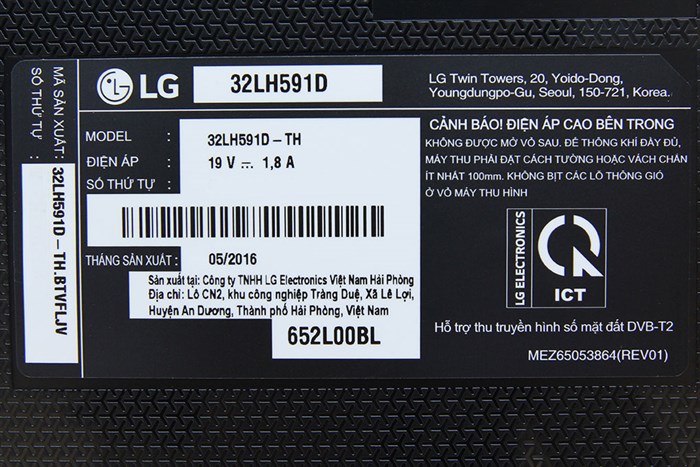 MÃ SẢN XUẤT:
SỐ THỨ TỰ :
32LH591D-TH.BTVFLJV
LG
32LH591D
LG Twin Towers, 20, Yoido-Dong,
Youngdungpo-Gu, Seoul, 150-721, Korea.
MODEL : 32LH591D-TH
ĐIỆN ÁP : 19 V ⎓ 1,8 A
SỐ THỨ TỰ :
THÁNG SẢN XUẤT : 05/2016
Sản xuất tại: Công ty TNHH LG Electronics Việt Nam Hải Phòng
Địa chỉ: Lô CN2, khu công nghiệp Tràng Duệ, Xã Lê Lợi,
Huyện An Dương, Thành phố Hải Phòng, Việt Nam
652L00BL
CẢNH BÁO! ĐIỆN ÁP CAO BÊN TRONG
KHÔNG ĐƯỢC MỞ VỎ SAU. ĐỂ THÔNG KHÍ ĐẦY ĐỦ,
MÁY THU PHẢI ĐẶT CÁCH TƯỜNG HOẶC VÁCH CHẮN
ÍT NHẤT 100mm. KHÔNG BỊT CÁC LỖ THÔNG GIÓ
Ở VỎ MÁY THU HÌNH
LG ELECTRONICS
ICT
Hỗ trợ thu truyền hình số mặt đất DVB-T2
MEZ65053864(REV01)